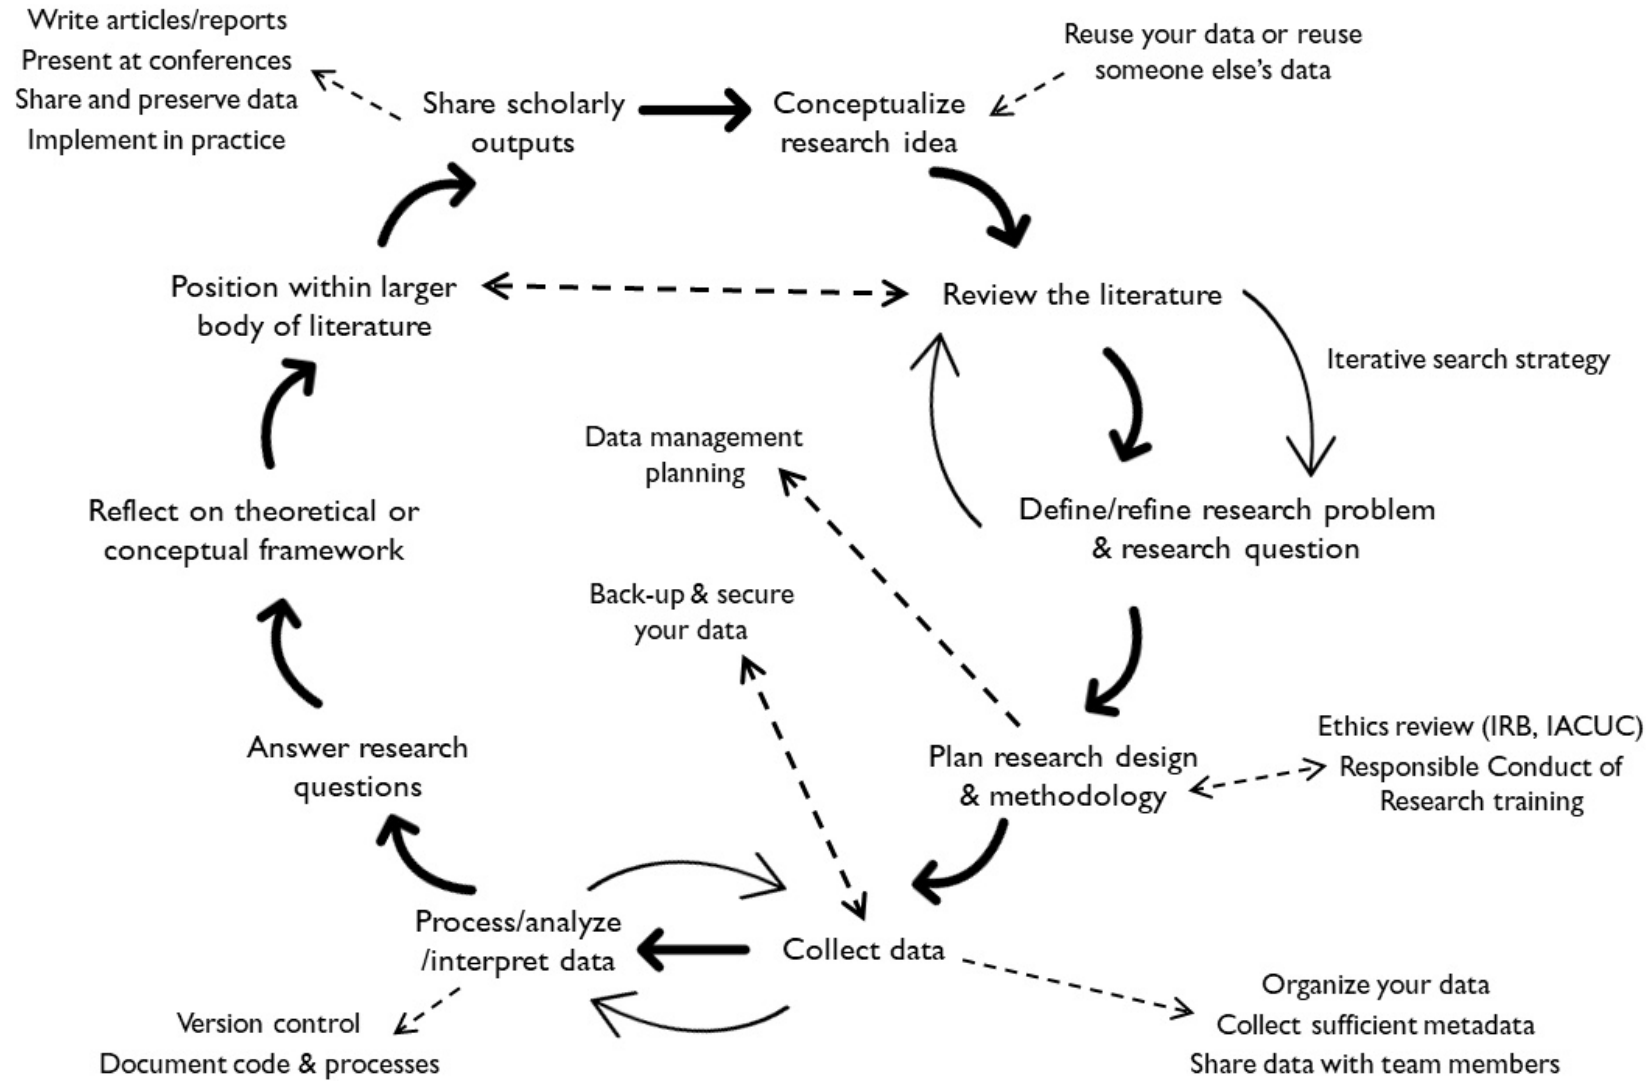 Write articles/reports
Present at conferences
Share and preserve data
Implement in practice
Share scholarly
outputs
Conceptualize
research idea
Reuse your data or reuse
someone else's data
Position within larger
body of literature
Review the literature
Iterative search strategy
Data management
planning
Reflect on theoretical or
conceptual framework
Define/refine research problem
& research question
Back-up & secure
your data
Answer research
questions
Plan research design
& methodology
Ethics review (IRB, IACUC)
Responsible Conduct of
Research training
Process/analyze
/interpret data
Collect data
Version control
Document code & processes
Organize your data
Collect sufficient metadata
Share data with team members